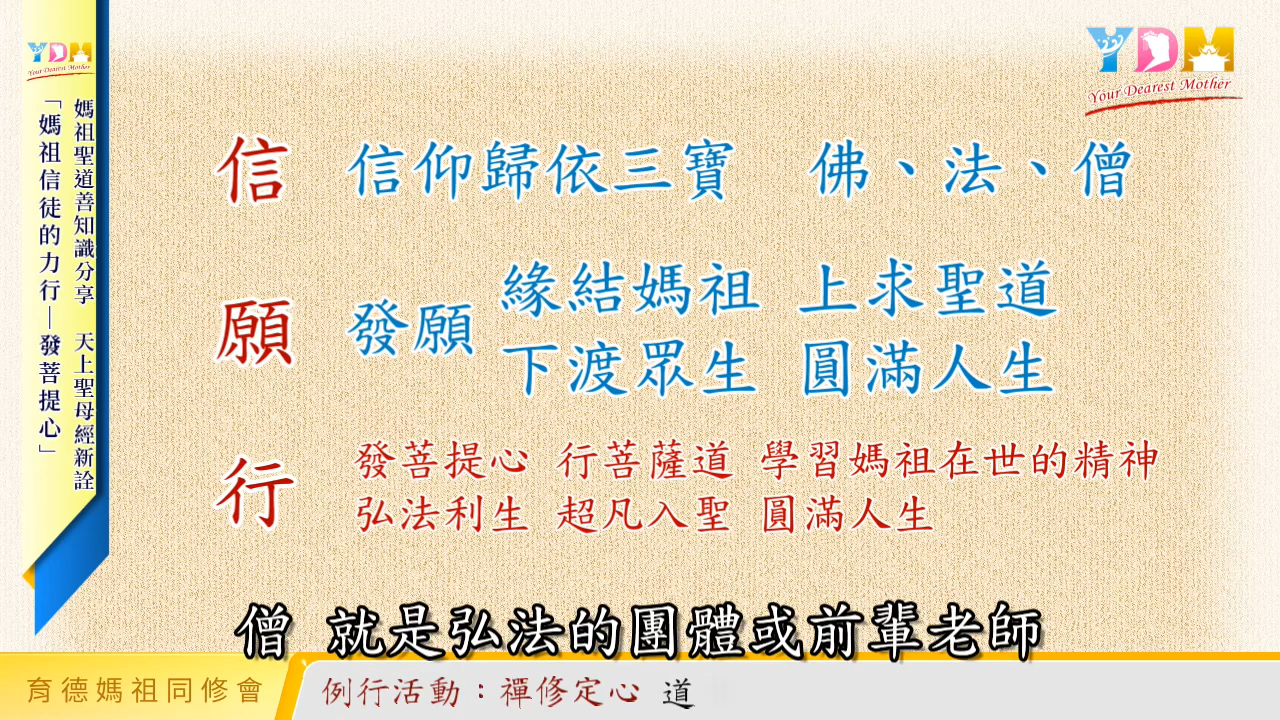 YDM
Your Dearest Mother
媽祖聖道善知識分享 天上聖母經新詮
「媽祖信徒的力行—發菩提心」
YDM
Your Dearest Mother
信 信仰歸依三寶 佛、法、僧
願 發願 緣結媽祖 上求聖道
下渡眾生 圓滿人生
行 發菩提心 行菩薩道 學習媽祖在世的精神
弘法利生 超凡入聖 圓滿人生
僧 就是弘法的團體或前輩老師
育德媽祖同修會
例行活動：禪修定心 道